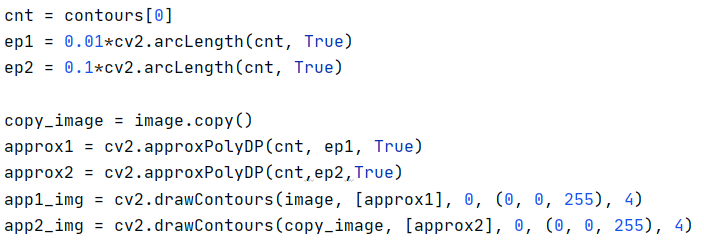 cnt = contours[0]
ep1 = 0.01*cv2.arcLength(cnt, True)
ep2 = 0.1*cv2.arcLength(cnt, True)

copy_image = image.copy()
approx1 = cv2.approxPolyDP(cnt, ep1, True)
approx2 = cv2.approxPolyDP(cnt,ep2,True)
app1_img = cv2.drawContours(image, [approx1], 0, (0, 0, 255), 4)
app2_img = cv2.drawContours(copy_image, [approx2], 0, (0, 0, 255), 4)